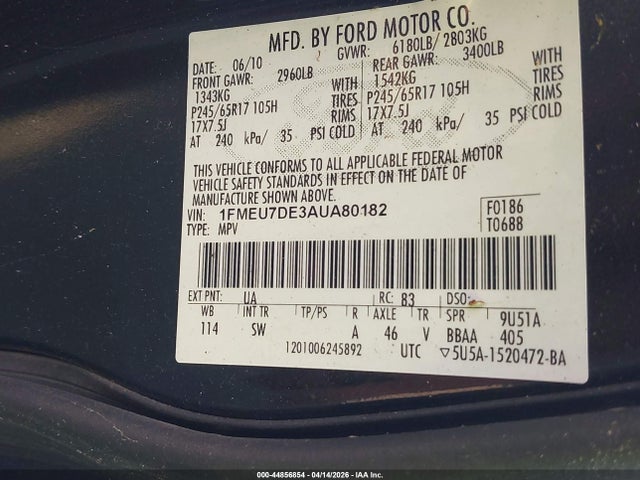 MFD. BY FORD MOTOR CO.
DATE: 06/10 GVWR: 6180LB/ 2803KG
FRONT GAWR: 2960LB REAR GAWR: 3400LB
1343KG WITH 1542KG WITH
P245/65R17 105H TIRES P245/65R17 105H TIRES
17X7.5J RIMS 17X7.5J RIMS
AT 240 kPa/ 35 PSI COLD AT 240 kPa/ 35 PSI COLD
THIS VEHICLE CONFORMS TO ALL APPLICABLE FEDERAL MOTOR
VEHICLE SAFETY STANDARDS IN EFFECT ON THE DATE OF
MANUFACTURE SHOWN ABOVE.
VIN: 1FMEU7DE3AUA80182 F0186
TYPE: MPV T0688
EXT PNT: UA RC: 83 DSO:
WB INT TR TP/PS R AXLE TR SPR 9U51A
114 SW A 46 V BBAA 405
1201006245892 UTC ▽5U5A-1520472-BA
000-44856854 - 04/14/2026 - IAA Inc.